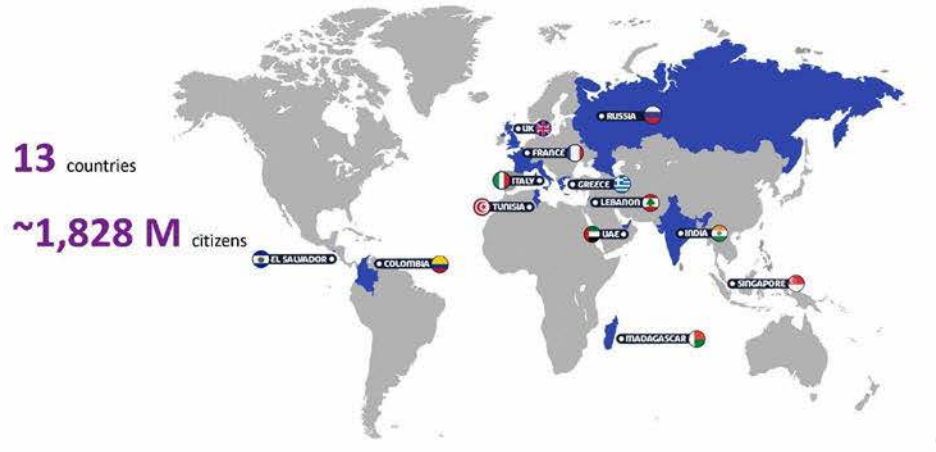 13 countries
~1,828 M citizens
RUSSIA
UK
FRANCE
ITALY
GREECE
TUNISIA
LEBANON
UAE
INDIA
EL SALVADOR
COLOMBIA
SINGAPORE
MADAGASCAR